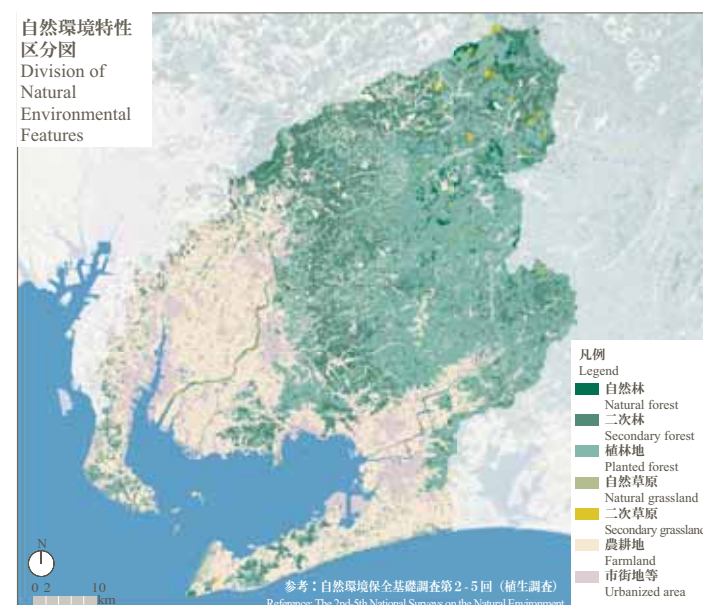 自然環境特性
区分図
Division of
Natural
Environmental
Features
凡例
Legend
自然林
Natural forest
二次林
Secondary forest
植林地
Planted forest
自然草原
Natural grassland
二次草原
Secondary grassland
農耕地
Farmland
市街地等
Urbanized area
N
0 2 10
km
参考：自然環境保全基礎調査第2-5回（植生調査）
Reference: The 2nd-5th National Surveys on the Natural Environment